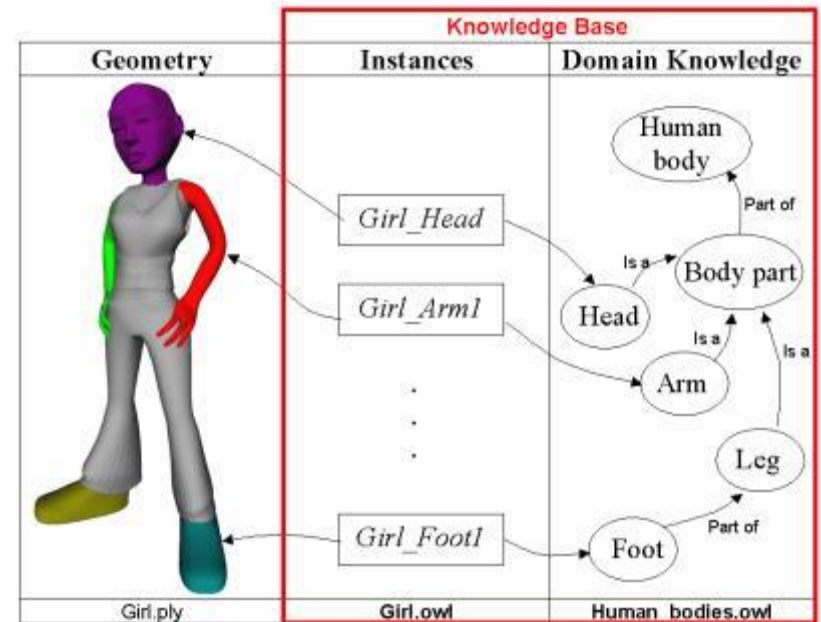 Knowledge Base
Geometry
Instances
Domain Knowledge
Human
body
Part of
Girl_Head
Is a
Body part
Girl_Arm1
Head
Is a
Is a
Arm
Leg
Girl_Foot1
Part of
Foot
Girl.ply
Girl.owl
Human_bodies.owl